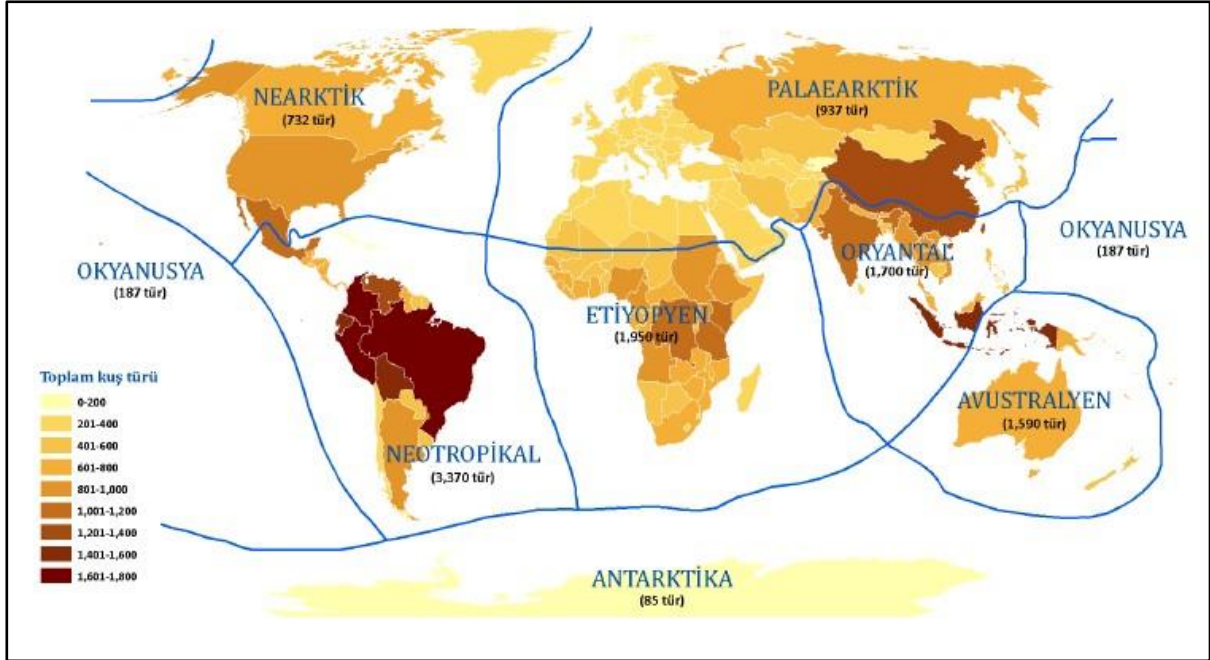 NEARKTİK
(732 tür)
PALAEARKTİK
(937 tür)
OKYANUSYA
(187 tür)
ORYANTAL
(1,700 tür)
OKYANUSYA
(187 tür)
ETİYOPYEN
(1,950 tür)
NEOTROPİKAL
(3,370 tür)
AVUSTRALYEN
(1,590 tür)
ANTARKTİKA
(85 tür)
Toplam kuş türü
0-200
201-400
401-600
601-800
801-1,000
1,001-1,200
1,201-1,400
1,401-1,600
1,601-1,800